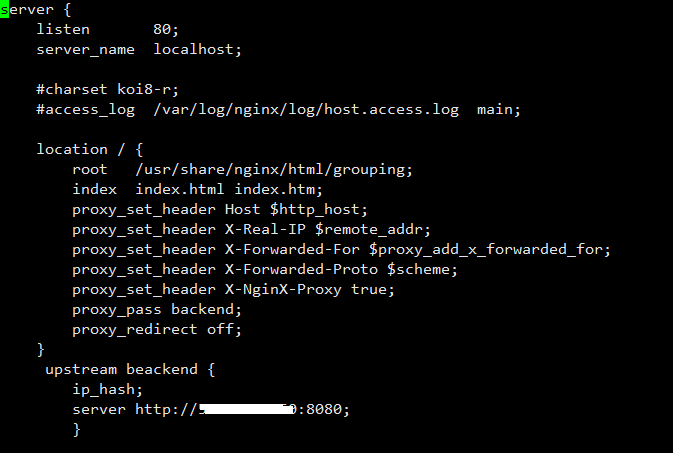 server {
    listen       80;
    server_name  localhost;

    #charset koi8-r;
    #access_log  /var/log/nginx/log/host.access.log  main;

    location / {
        root   /usr/share/nginx/html/grouping;
        index  index.html index.htm;
        proxy_set_header Host $http_host;
        proxy_set_header X-Real-IP $remote_addr;
        proxy_set_header X-Forwarded-For $proxy_add_x_forwarded_for;
        proxy_set_header X-Forwarded-Proto $scheme;
        proxy_set_header X-NginX-Proxy true;
        proxy_pass backend;
        proxy_redirect off;
    }
     upstream beackend {
        ip_hash;
        server http://:8080;
        }